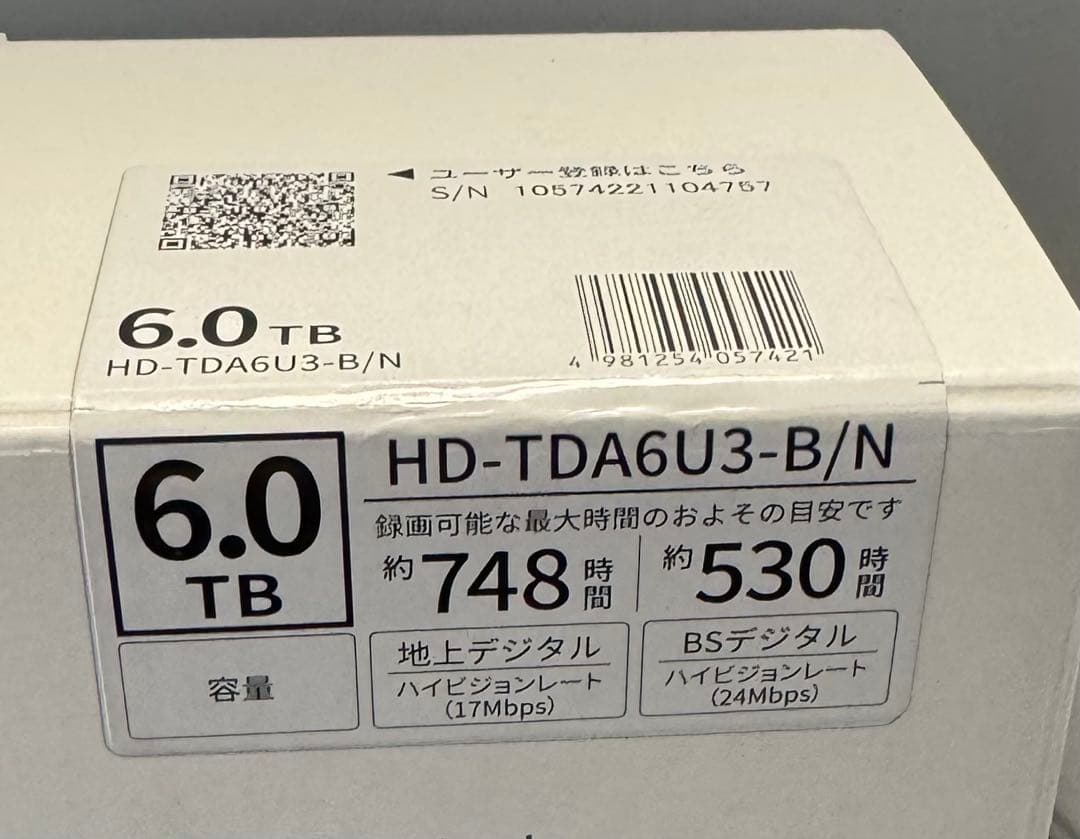 ◀ユーザー登録はこちら
S/N 10574221104757
6.0 TB
HD-TDA6U3-B/N
4 981254 057421
6.0
TB
容量
HD-TDA6U3-B/N
録画可能な最大時間のおよその目安です
約748時間
約530時間
地上デジタル
ハイビジョンレート
(17Mbps)
BSデジタル
ハイビジョンレート
(24Mbps)